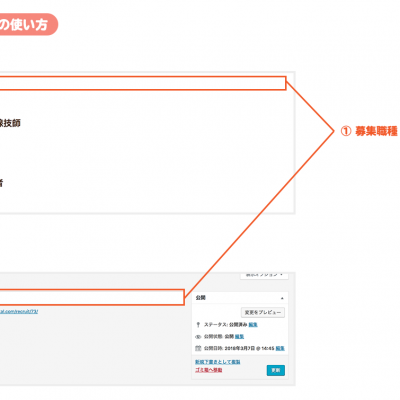 の使い方
線技師
① 募集職種
者
表示オプション
公開
変更をプレビュー
al.com/recruit/73/
ステータス: 公開済み 編集
公開状態: 公開 編集
公開日時: 2018年3月7日 @ 14:45 編集
新規下書きとして複製
ゴミ箱へ移動
更新